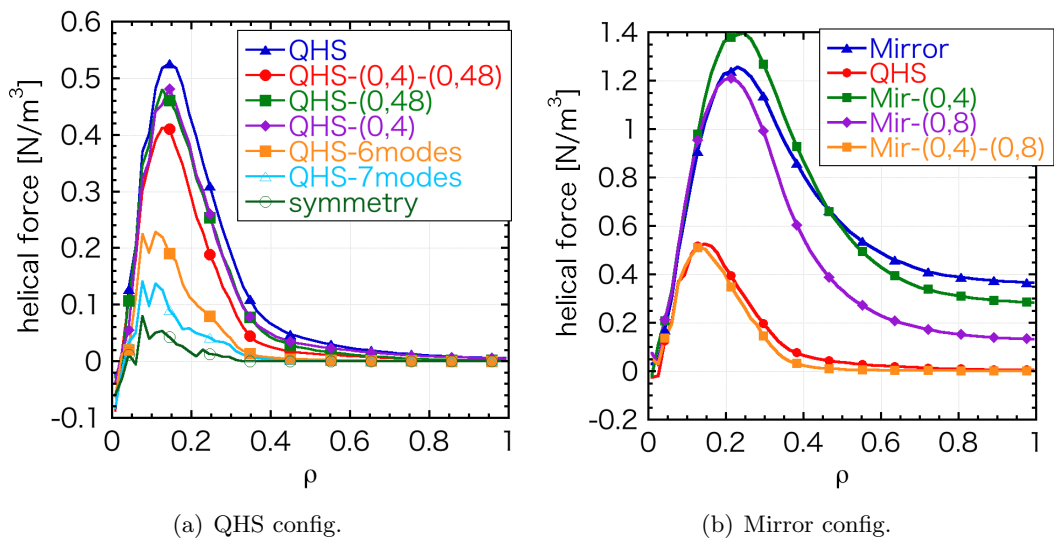 0.6
0.5
0.4
0.3
0.2
0.1
0
-0.1
helical force [N/m³]
QHS
QHS-(0,4)-(0,48)
QHS-(0,48)
QHS-(0,4)
QHS-6modes
QHS-7modes
symmetry
0 0.2 0.4 0.6 0.8 1
ρ
(a) QHS config.
1.4
1.2
1
0.8
0.6
0.4
0.2
0
-0.2
helical force [N/m³]
Mirror
QHS
Mir-(0,4)
Mir-(0,8)
Mir-(0,4)-(0,8)
0 0.2 0.4 0.6 0.8 1
ρ
(b) Mirror config.